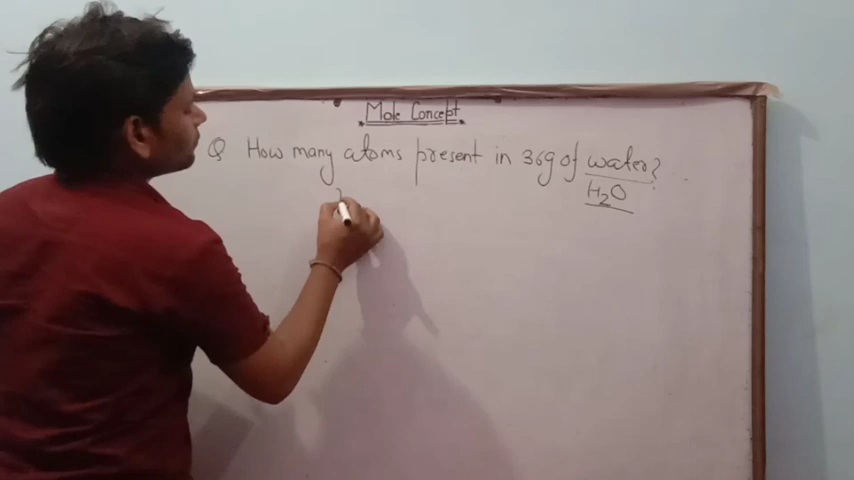 Mole Concept
Q How many atoms present in 36g of water?
H₂O